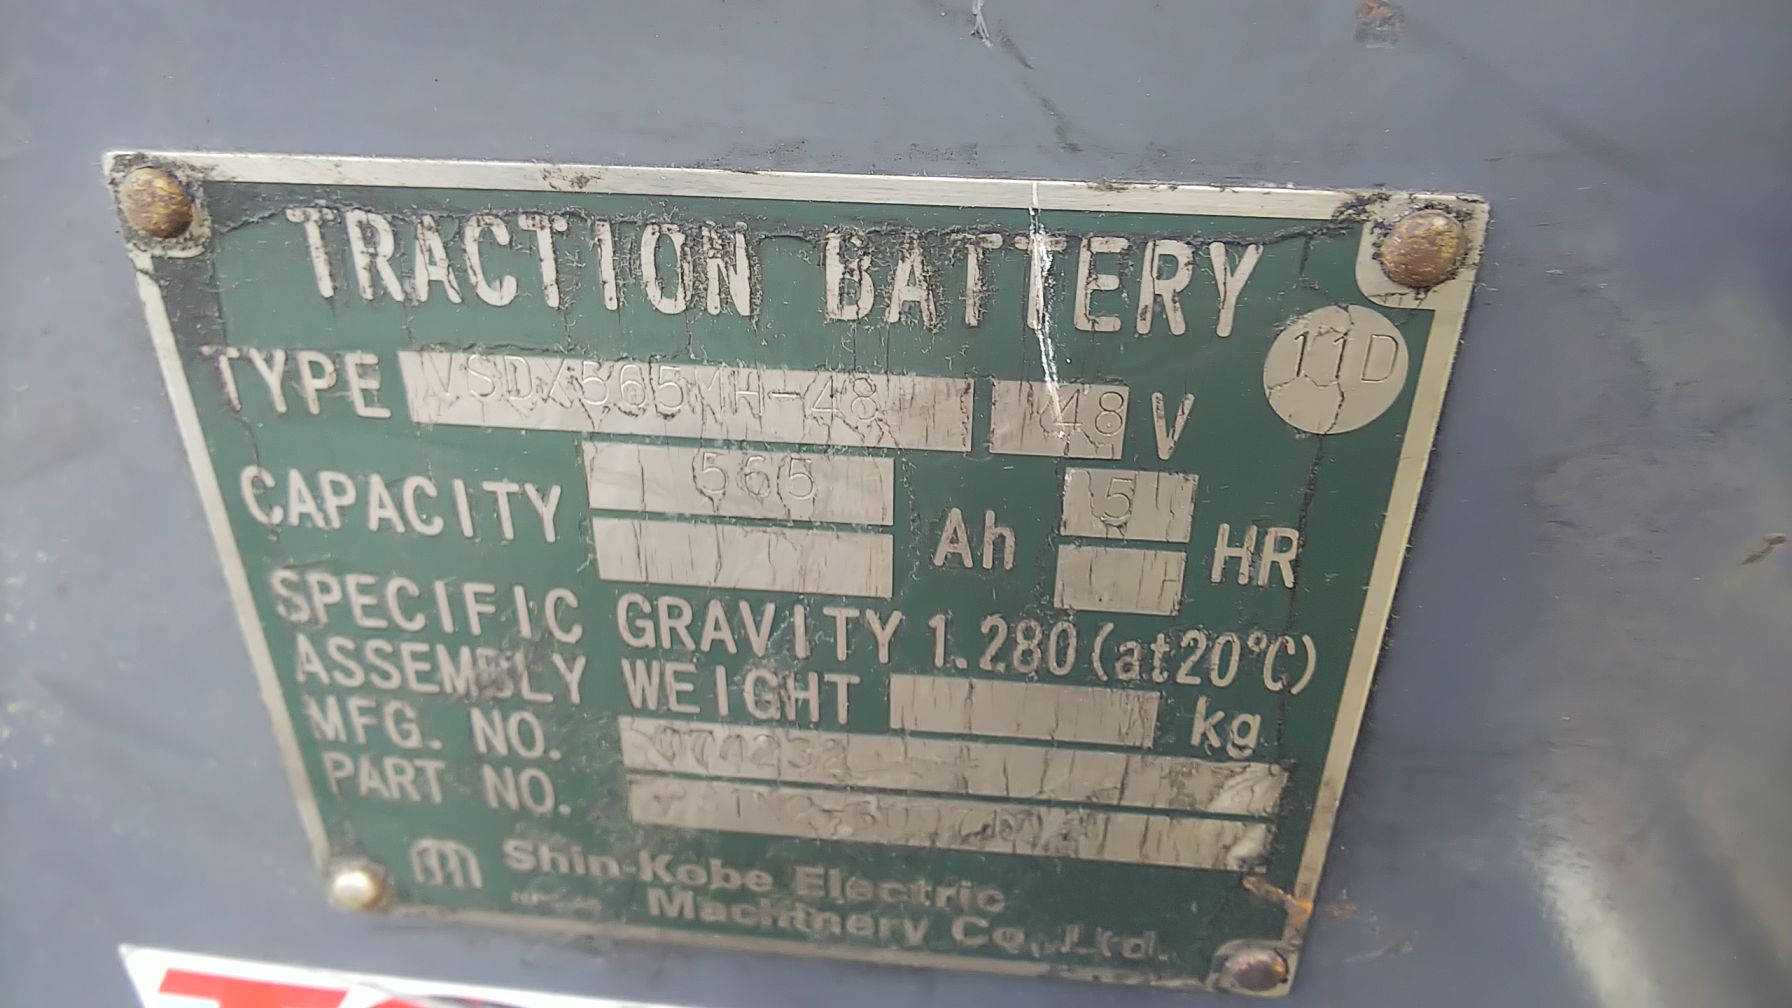 TRACTION BATTERY
11D
TYPE VSDX565MH-48 48 V
CAPACITY 565 Ah 5 HR
SPECIFIC GRAVITY 1.280 (at20°C)
ASSEMBLY WEIGHT kg
MFG. NO.
PART NO.
Shin-Kobe Electric
Machinery Co., Ltd.